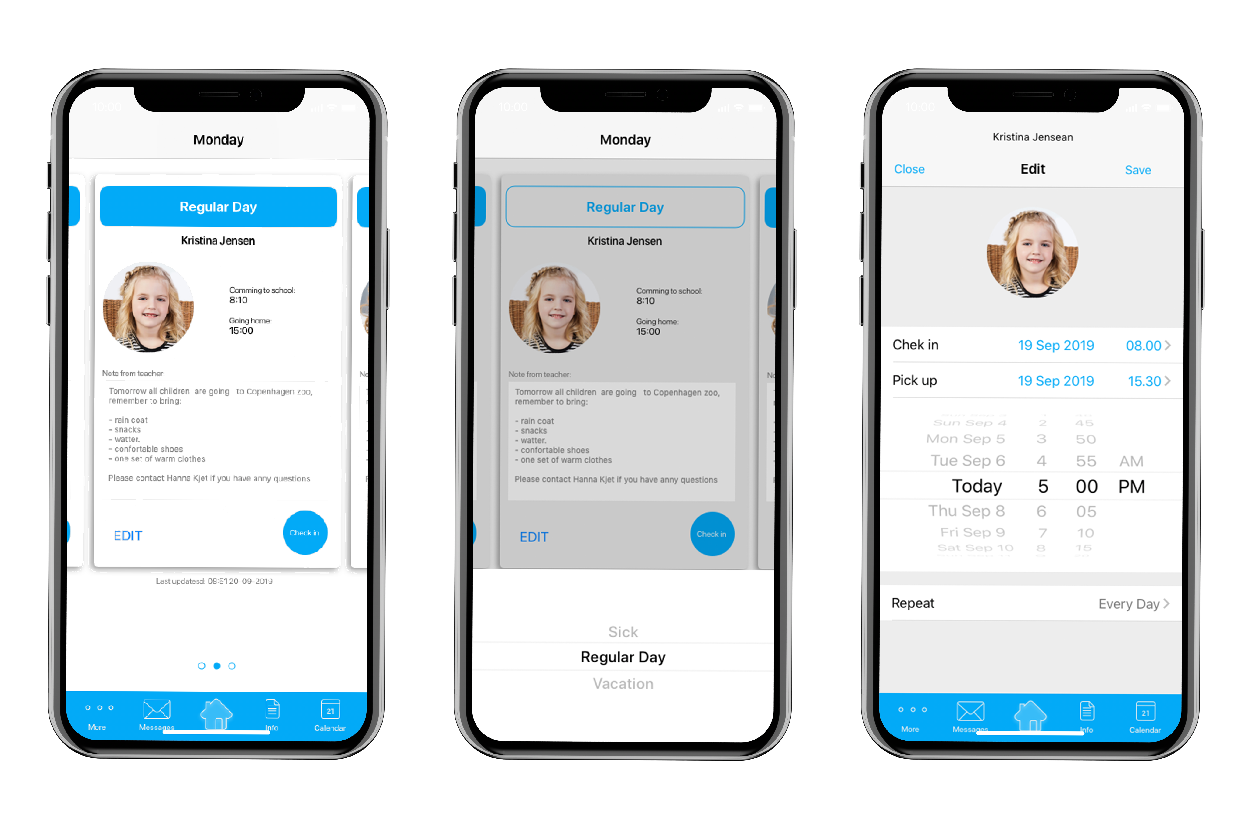 10:00
Monday
Regular Day
Kristina Jensen
Comming to school:
8:10
Going home:
15:00
Note from teacher
Tomorrow all children are going to Copenhagen zoo,
remember to bring:
- rain coat
- snacks
- watter.
- confortable shoes
- one set of warm clothes
Please contact Hanna Kjet if you have anny questions
EDIT
Check in
More
Messages
Info
21
Calendar
10:00
Monday
Regular Day
Kristina Jensen
Comming to school:
8:10
Going home:
15:00
Note from teacher:
N
Tomorrow all children are going to Copenhagen zoo,
remember to bring:
- rain coat
- snacks
- watter.
- confortable shoes
- one set of warm clothes
Please contact Hanna Kjet if you have anny questions
EDIT
Check in
Sick
Regular Day
Vacation
10:00
Kristina Jensean
Close Edit Save
Chek in 19 Sep 2019 08.00
Pick up 19 Sep 2019 15.30
Sun Sep 4 2 45
Mon Sep 5 3 50
Tue Sep 6 4 55 AM
Today 5 00 PM
Thu Sep 8 6 05
Fri Sep 9 7 10
Sat Sep 10 8 15
Repeat Every Day
More
Messages
Info
21
Calendar